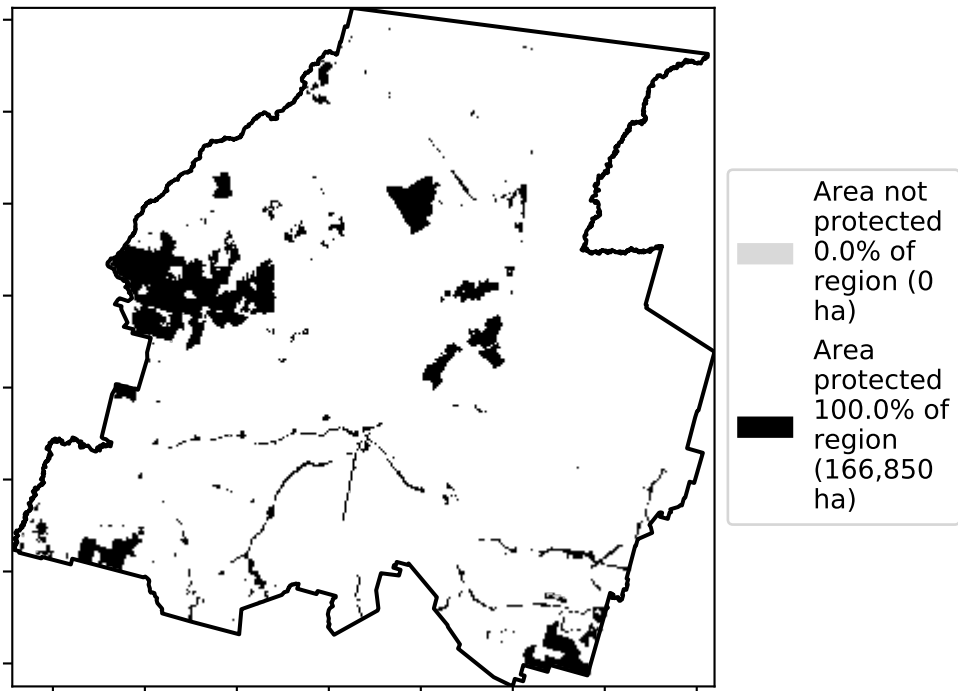 Area not
protected
0.0% of
region (0
ha)
Area
protected
100.0% of
region
(166,850
ha)